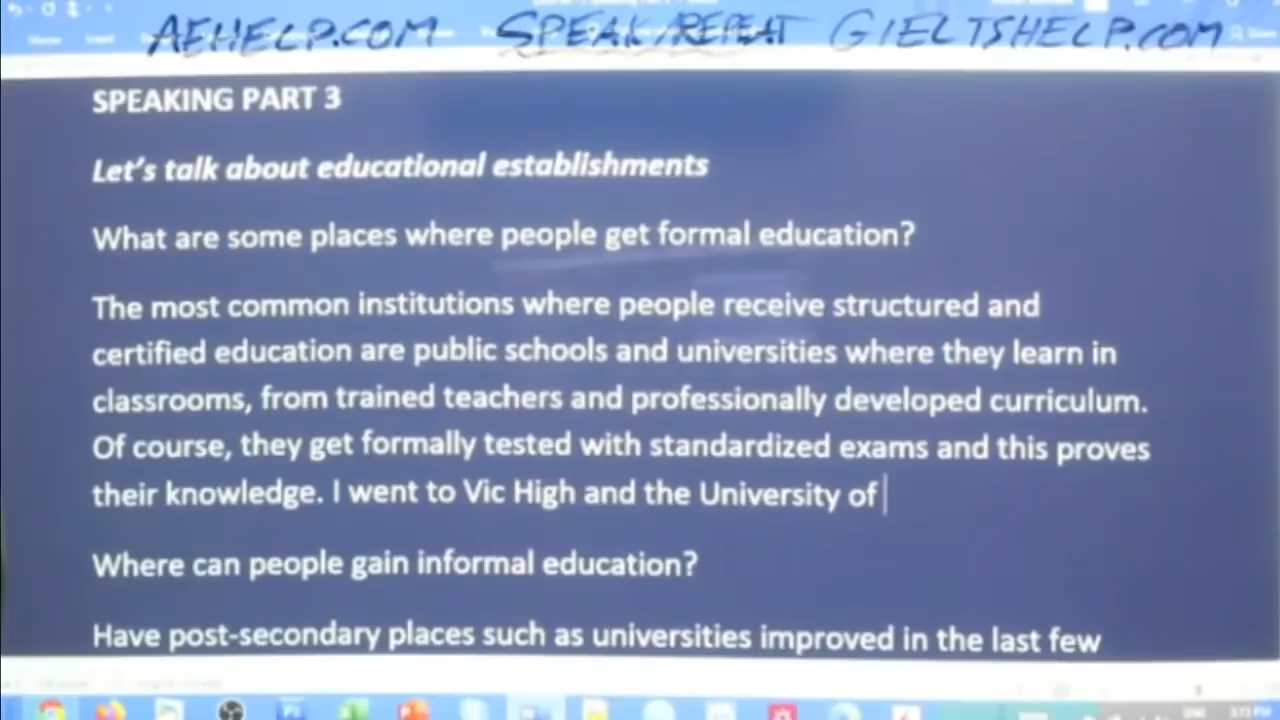 AEHELP.COM SPEAK/REPEAT GIELTSHELP.COM
SPEAKING PART 3
Let's talk about educational establishments
What are some places where people get formal education?
The most common institutions where people receive structured and
certified education are public schools and universities where they learn in
classrooms, from trained teachers and professionally developed curriculum.
Of course, they get formally tested with standardized exams and this proves
their knowledge. I went to Vic High and the University of
Where can people gain informal education?
Have post-secondary places such as universities improved in the last few